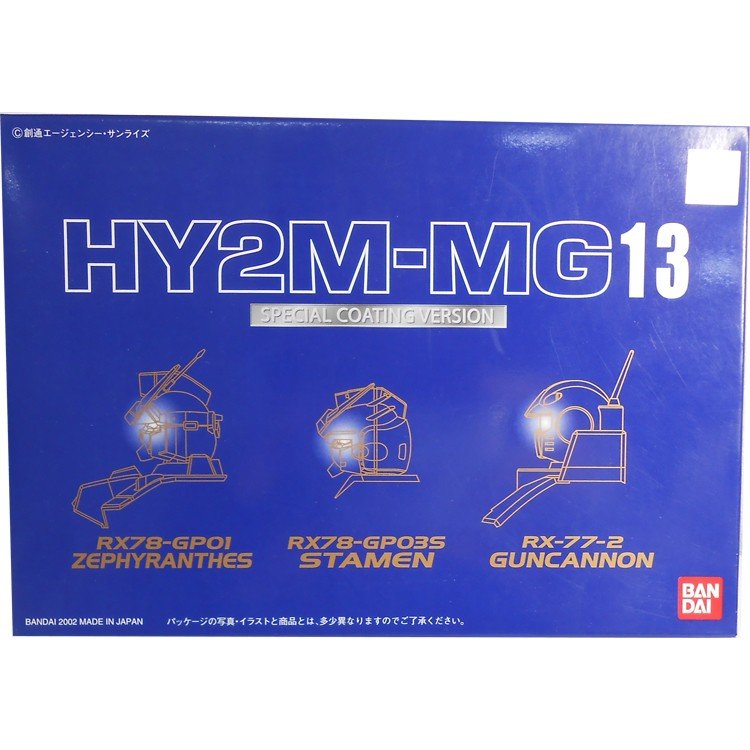 ©創通エージェンシー・サンライズ
HY2M-MG13
SPECIAL COATING VERSION
RX78-GP01
ZEPHYRANTHES
RX78-GP03S
STAMEN
RX-77-2
GUNCANNON
BAN
DAI
BANDAI 2002 MADE IN JAPAN
パッケージの写真・イラストと商品とは、多少異なりますのでご了承ください。